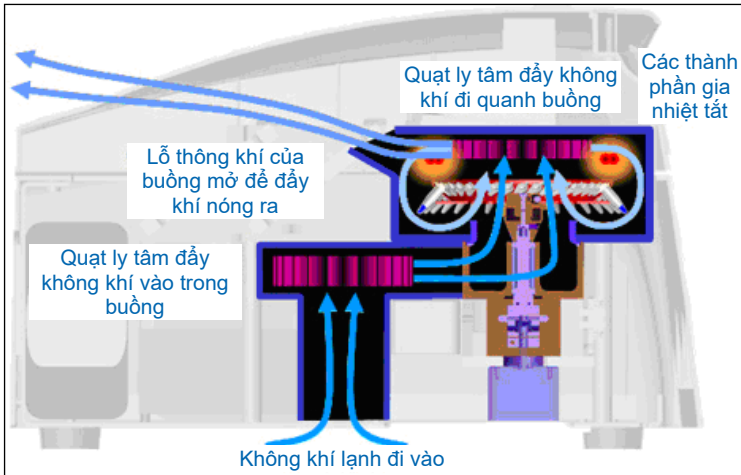 Quạt ly tâm đẩy không
khí đi quanh buồng
Các thành
phần gia
nhiệt tắt
Lỗ thông khí của
buồng mở để đẩy
khí nóng ra
Quạt ly tâm đẩy
không khí vào trong
buồng
Không khí lạnh đi vào